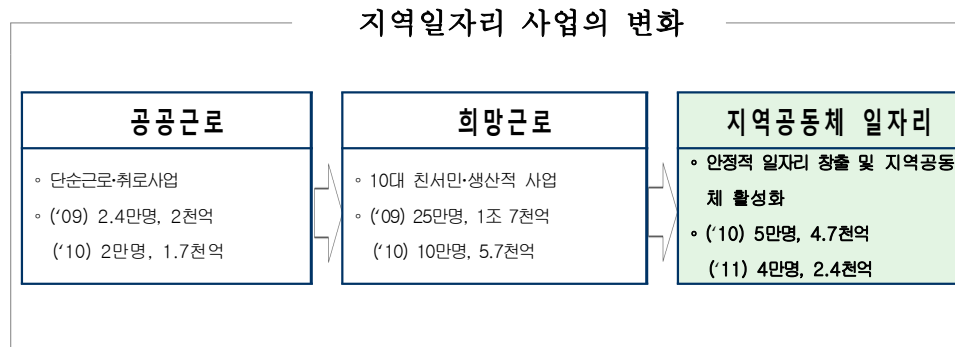 지역일자리 사업의 변화
공공근로
◦ 단순근로·취로사업
◦ (‘09) 2.4만명, 2천억
(‘10) 2만명, 1.7천억
희망근로
◦ 10대 친서민·생산적 사업
◦ (‘09) 25만명, 1조 7천억
(‘10) 10만명, 5.7천억
지역공동체 일자리
◦ 안정적 일자리 창출 및 지역공동
체 활성화
◦ (‘10) 5만명, 4.7천억
(‘11) 4만명, 2.4천억